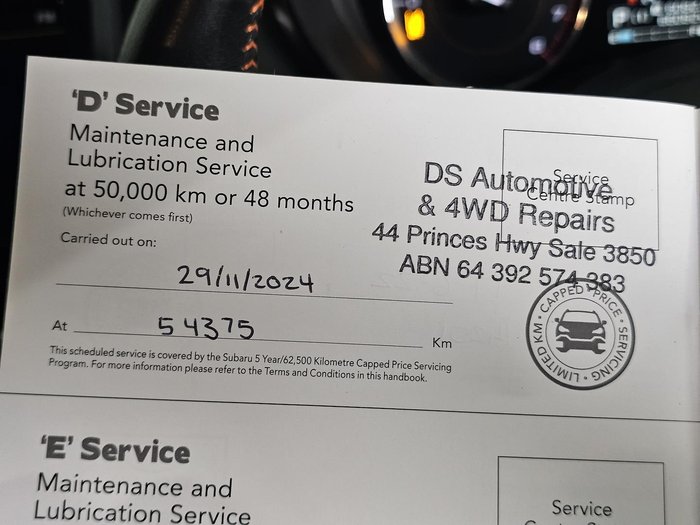 'D' Service
Maintenance and
Lubrication Service
at 50,000 km or 48 months
(Whichever comes first)
Carried out on:
29/11/2024
At 54375 Km
This scheduled service is covered by the Subaru 5 Year/62,500 Kilometre Capped Price Servicing
Program. For more information please refer to the Terms and Conditions in this handbook.
Service
Centre Stamp
DS Automotive
& 4WD Repairs
44 Princes Hwy Sale 3850
ABN 64 392 574 383
LIMITED KM • CAPPED PRICE • SERVICING •
'E' Service
Maintenance and
Lubrication Service
Service